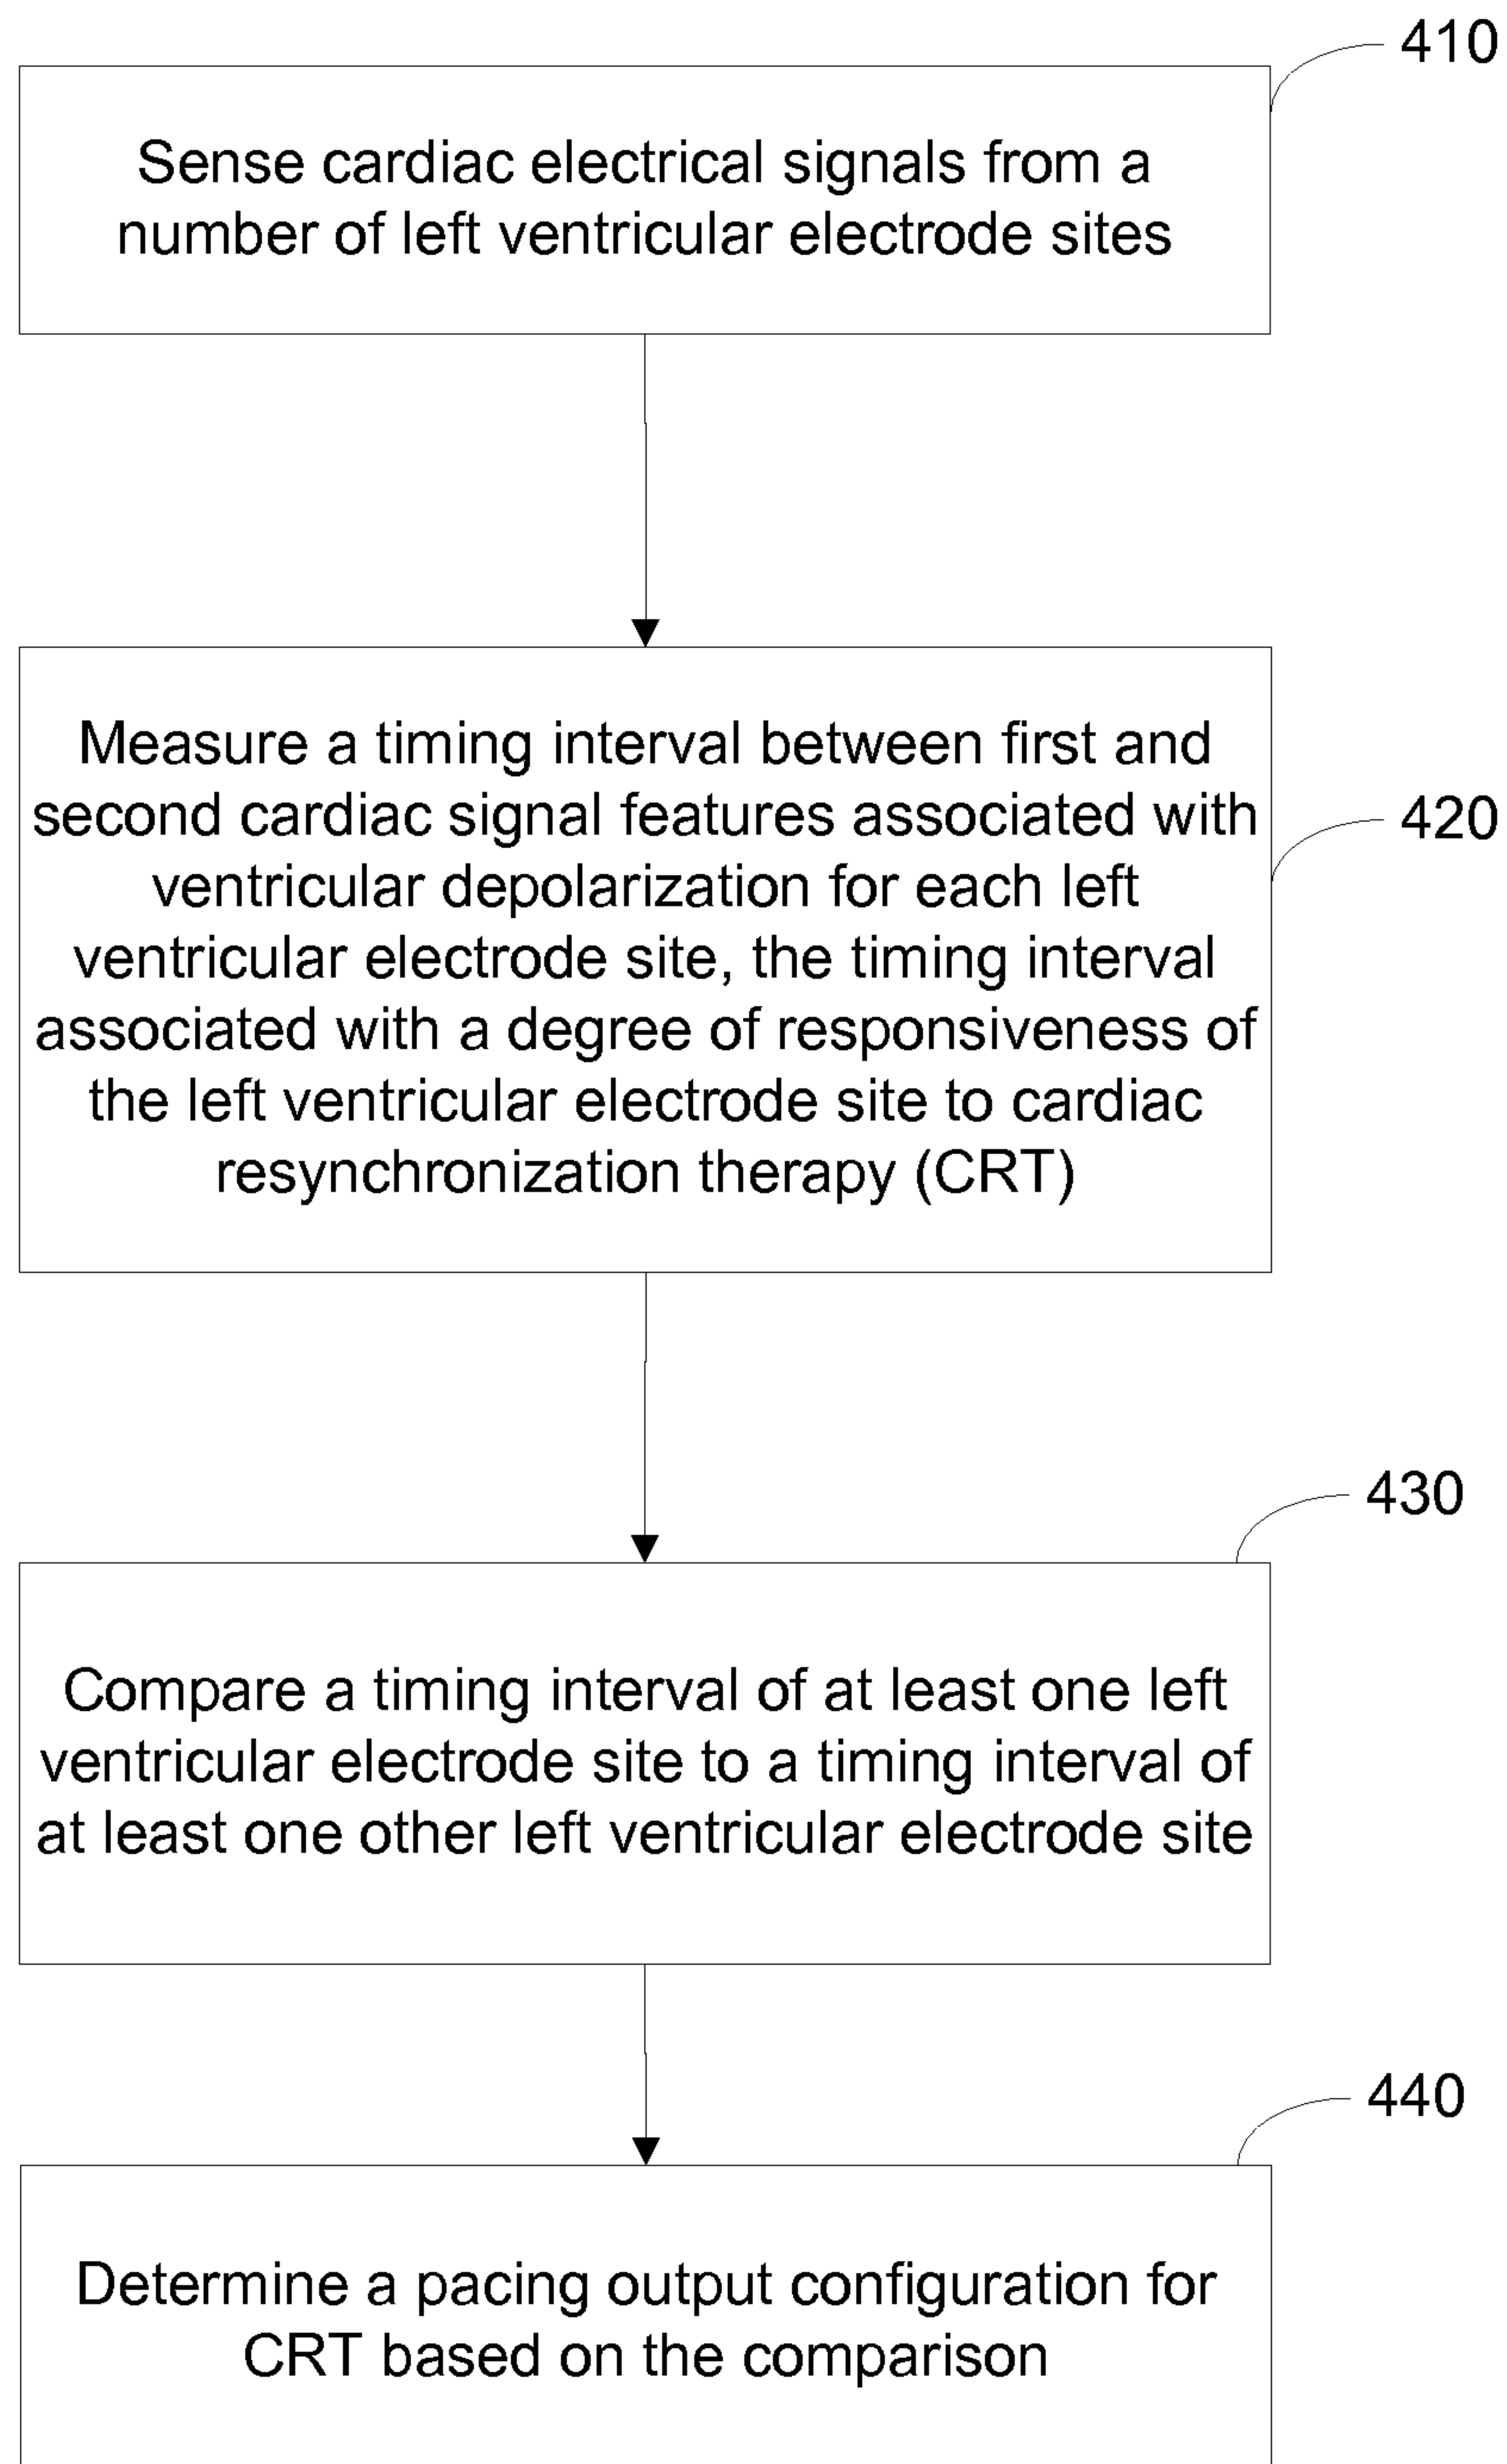 410
Sense cardiac electrical signals from a
number of left ventricular electrode sites
Measure a timing interval between first and
second cardiac signal features associated with
ventricular depolarization for each left
ventricular electrode site, the timing interval
associated with a degree of responsiveness of
the left ventricular electrode site to cardiac
resynchronization therapy (CRT)
420
430
Compare a timing interval of at least one left
ventricular electrode site to a timing interval of
at least one other left ventricular electrode site
440
Determine a pacing output configuration for
CRT based on the comparison